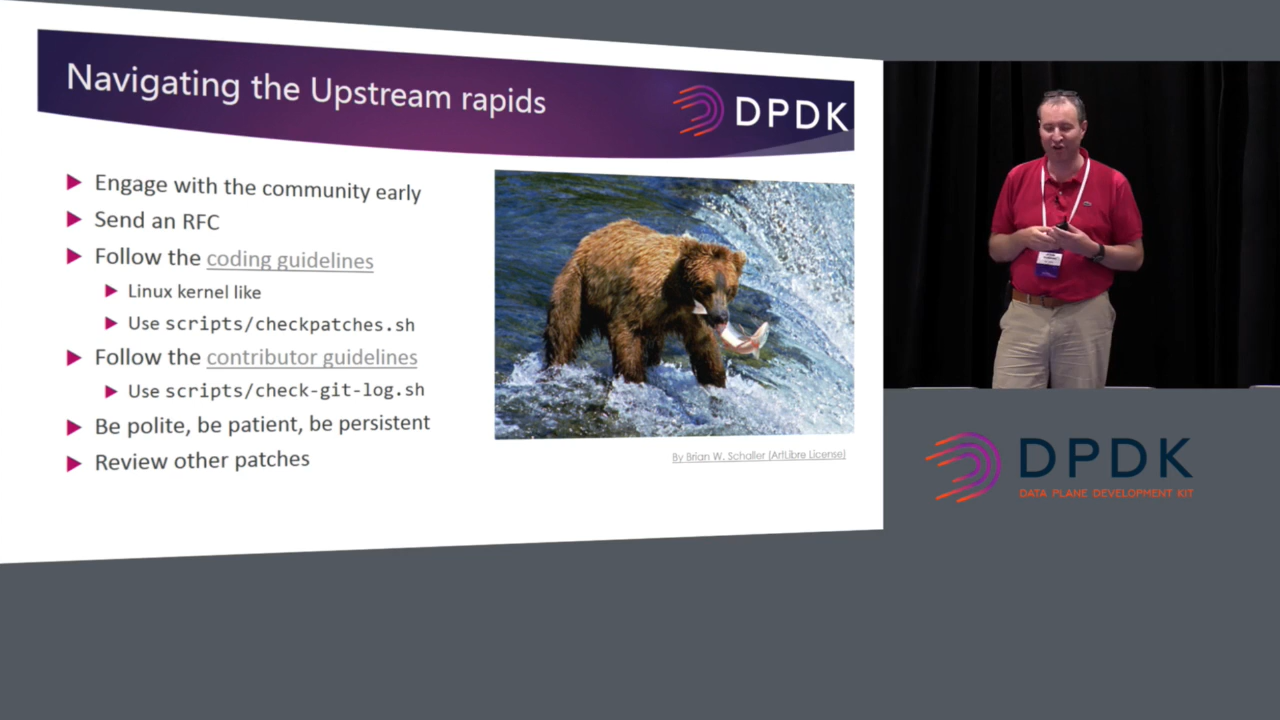 Navigating the Upstream rapids
DPDK
Engage with the community early
Send an RFC
Follow the coding guidelines
Linux kernel like
Use scripts/checkpatches.sh
Follow the contributor guidelines
Use scripts/check-git-log.sh
Be polite, be patient, be persistent
Review other patches
By Brian W. Schaller (ArtLibre License)
DPDK
DATA PLANE DEVELOPMENT KIT